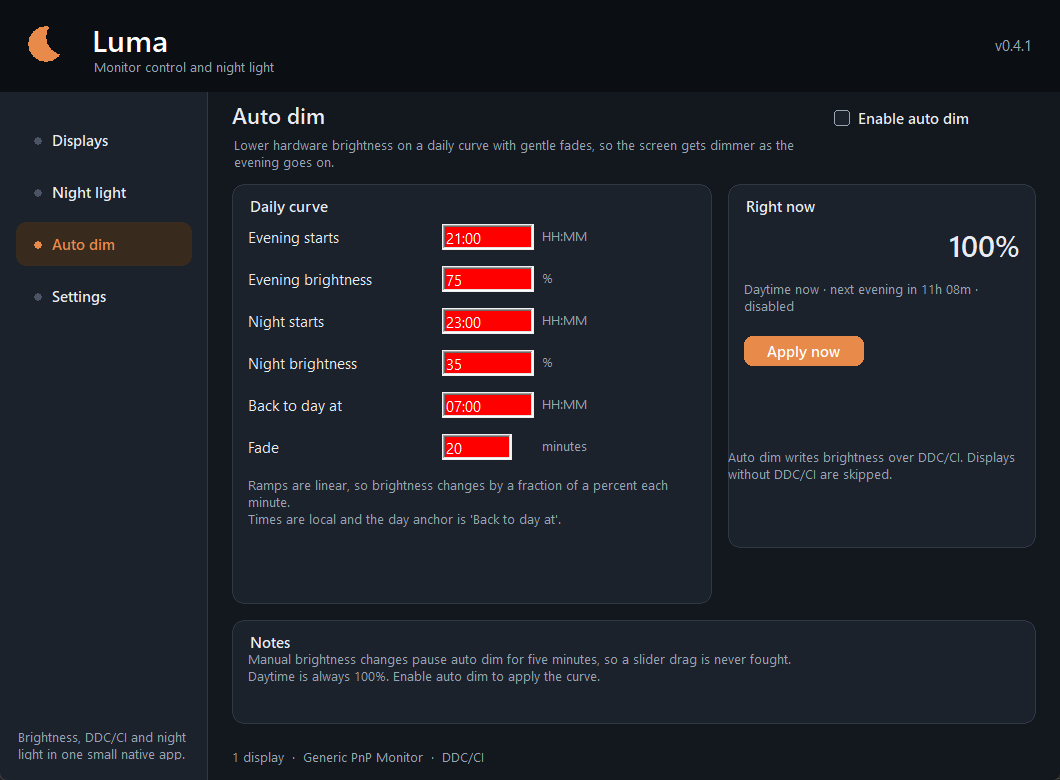 Luma
Monitor control and night light
v0.4.1
Displays
Night light
Auto dim
Settings
Brightness, DDC/CI and night
light in one small native app.
Auto dim
Enable auto dim
Lower hardware brightness on a daily curve with gentle fades, so the screen gets dimmer as the
evening goes on.
Daily curve
Evening starts 21:00 HH:MM
Evening brightness 75 %
Night starts 23:00 HH:MM
Night brightness 35 %
Back to day at 07:00 HH:MM
Fade 20 minutes
Ramps are linear, so brightness changes by a fraction of a percent each
minute.
Times are local and the day anchor is 'Back to day at'.
Right now
100%
Daytime now · next evening in 11h 08m ·
disabled
Apply now
Auto dim writes brightness over DDC/CI. Displays
without DDC/CI are skipped.
Notes
Manual brightness changes pause auto dim for five minutes, so a slider drag is never fought.
Daytime is always 100%. Enable auto dim to apply the curve.
1 display · Generic PnP Monitor · DDC/CI